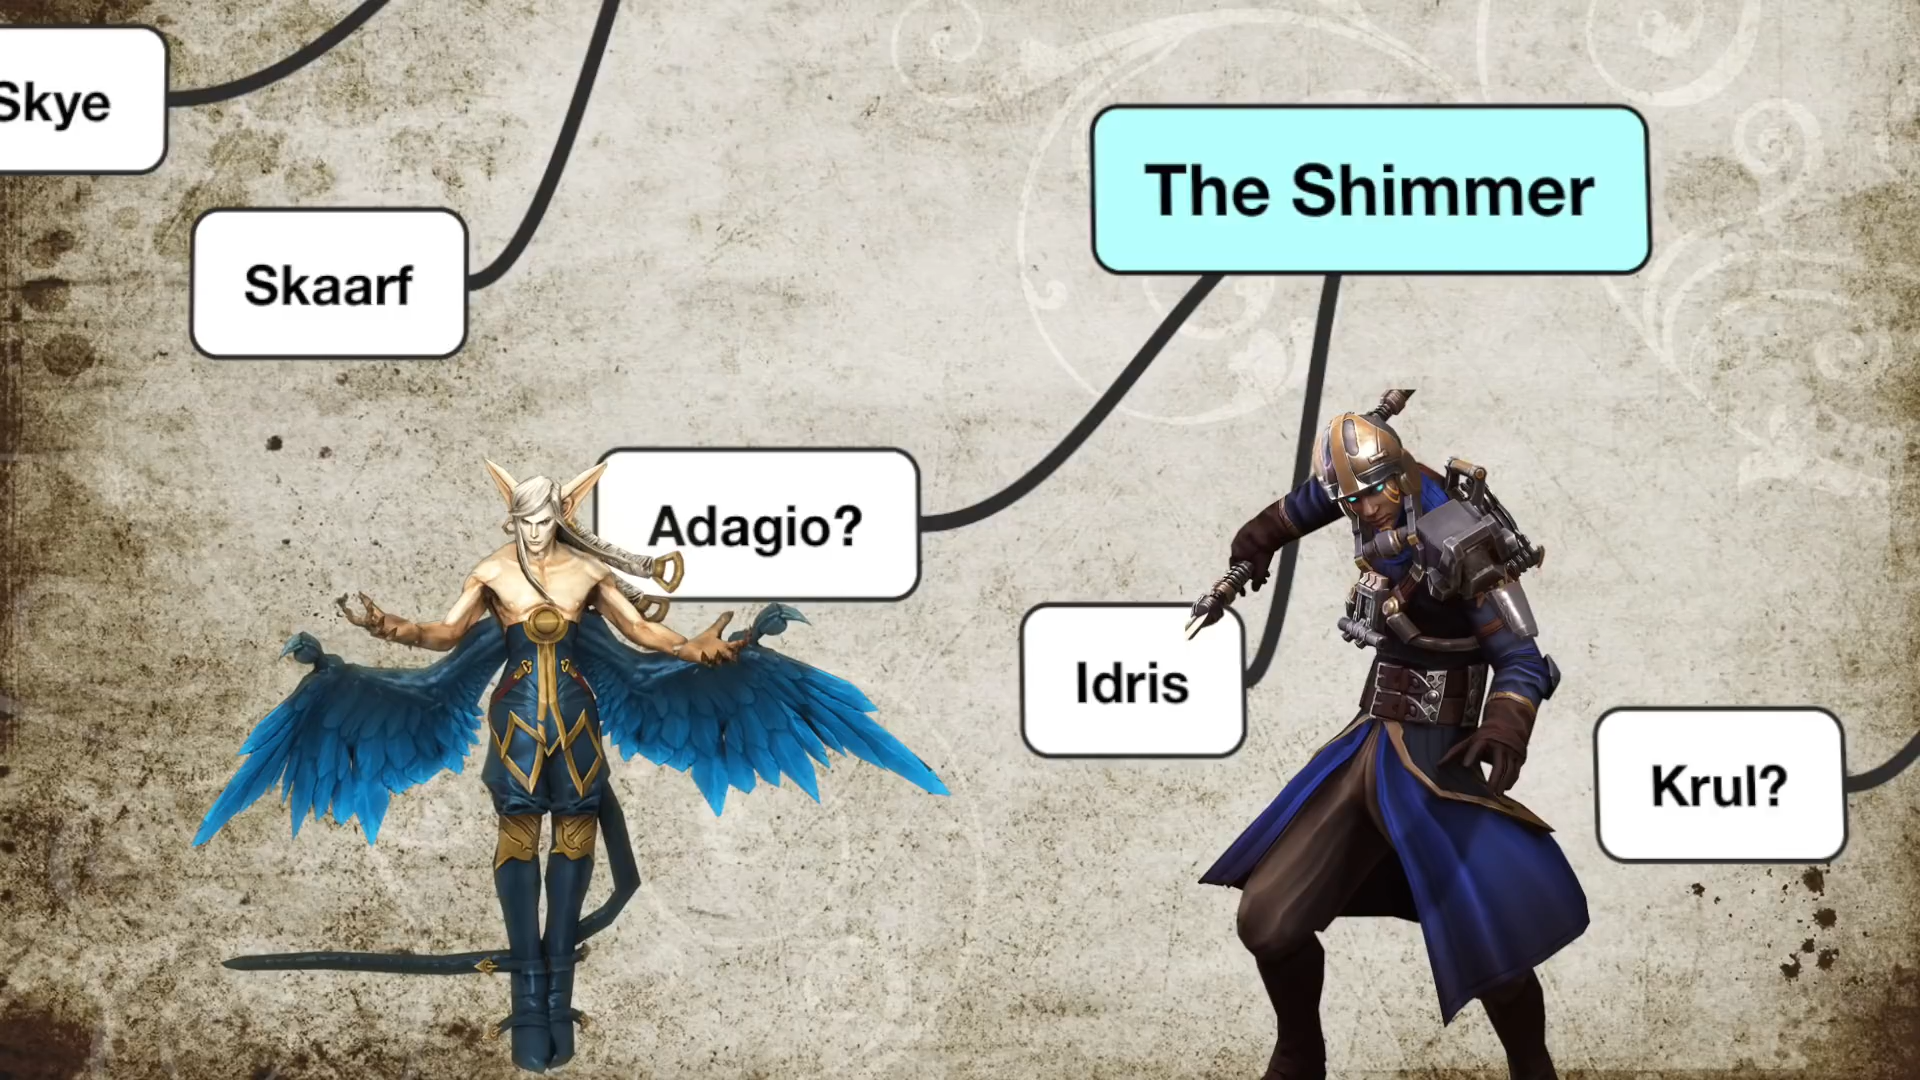 Skye
The Shimmer
Skaarf
Adagio?
Idris
Krul?